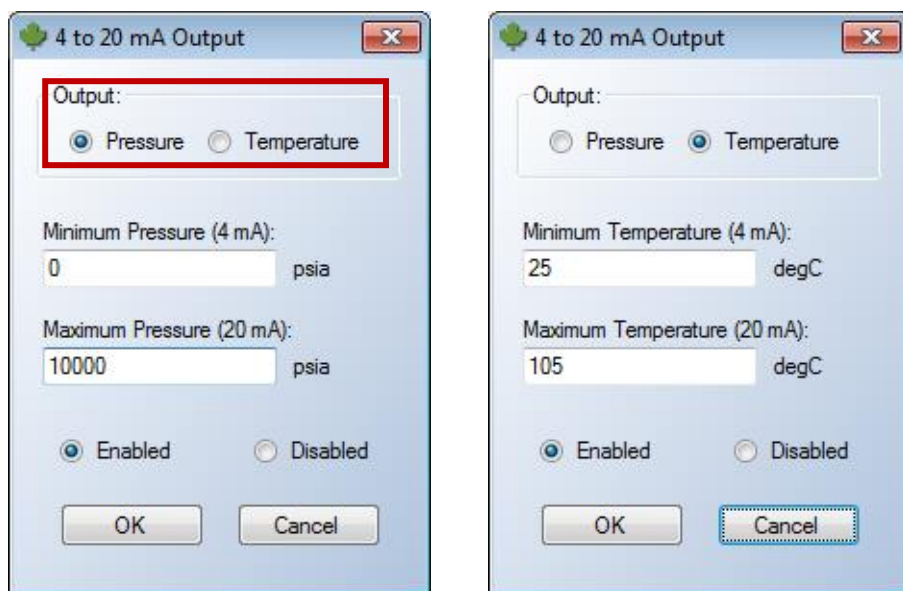 4 to 20 mA Output
Output:
Pressure Temperature
Minimum Pressure (4 mA):
0 psia
Maximum Pressure (20 mA):
10000 psia
Enabled Disabled
OK Cancel
4 to 20 mA Output
Output:
Pressure Temperature
Minimum Temperature (4 mA):
25 degC
Maximum Temperature (20 mA):
105 degC
Enabled Disabled
OK Cancel